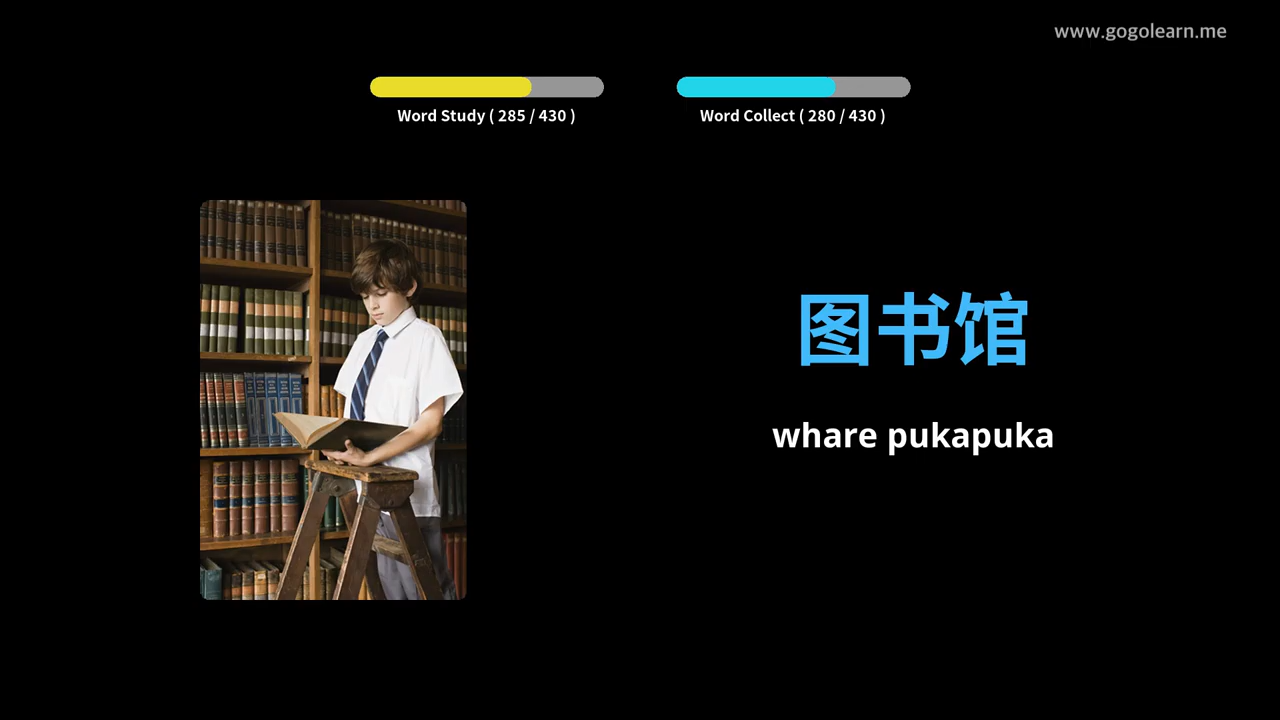 www.gogolearn.me
Word Study ( 285 / 430 )
Word Collect ( 280 / 430 )
图书馆
whare pukapuka